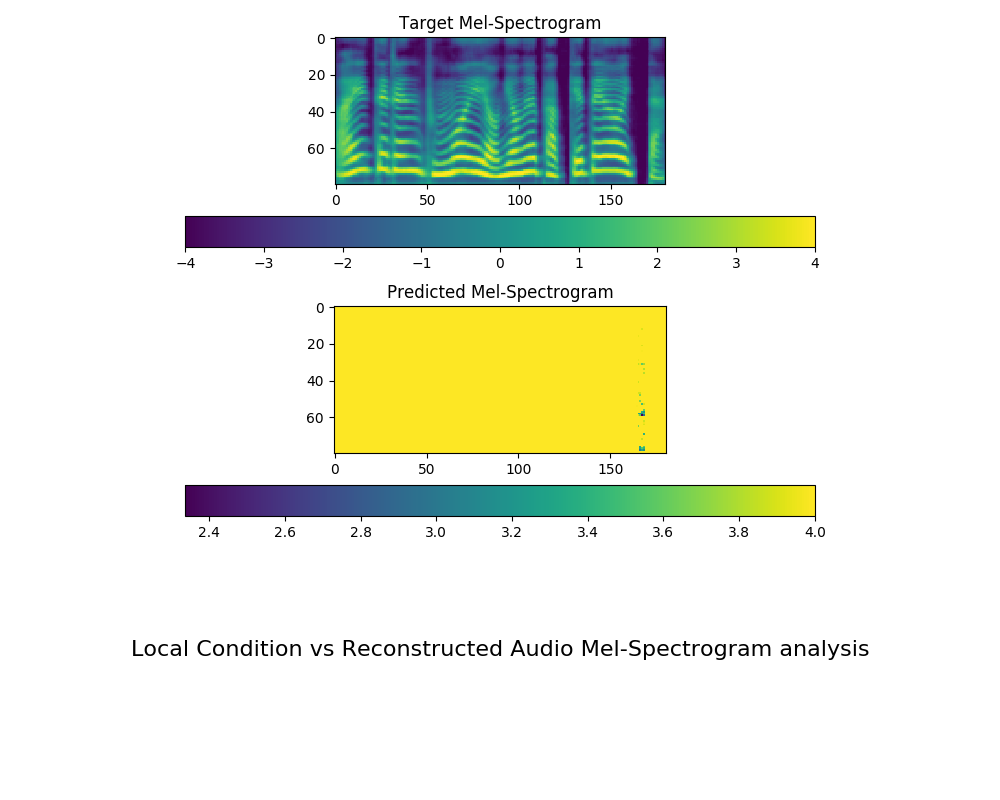 Target Mel-Spectrogram
0
20
40
60
0 50 100 150
−4 −3 −2 −1 0 1 2 3 4
Predicted Mel-Spectrogram
0
20
40
60
0 50 100 150
2.4 2.6 2.8 3.0 3.2 3.4 3.6 3.8 4.0
Local Condition vs Reconstructed Audio Mel-Spectrogram analysis